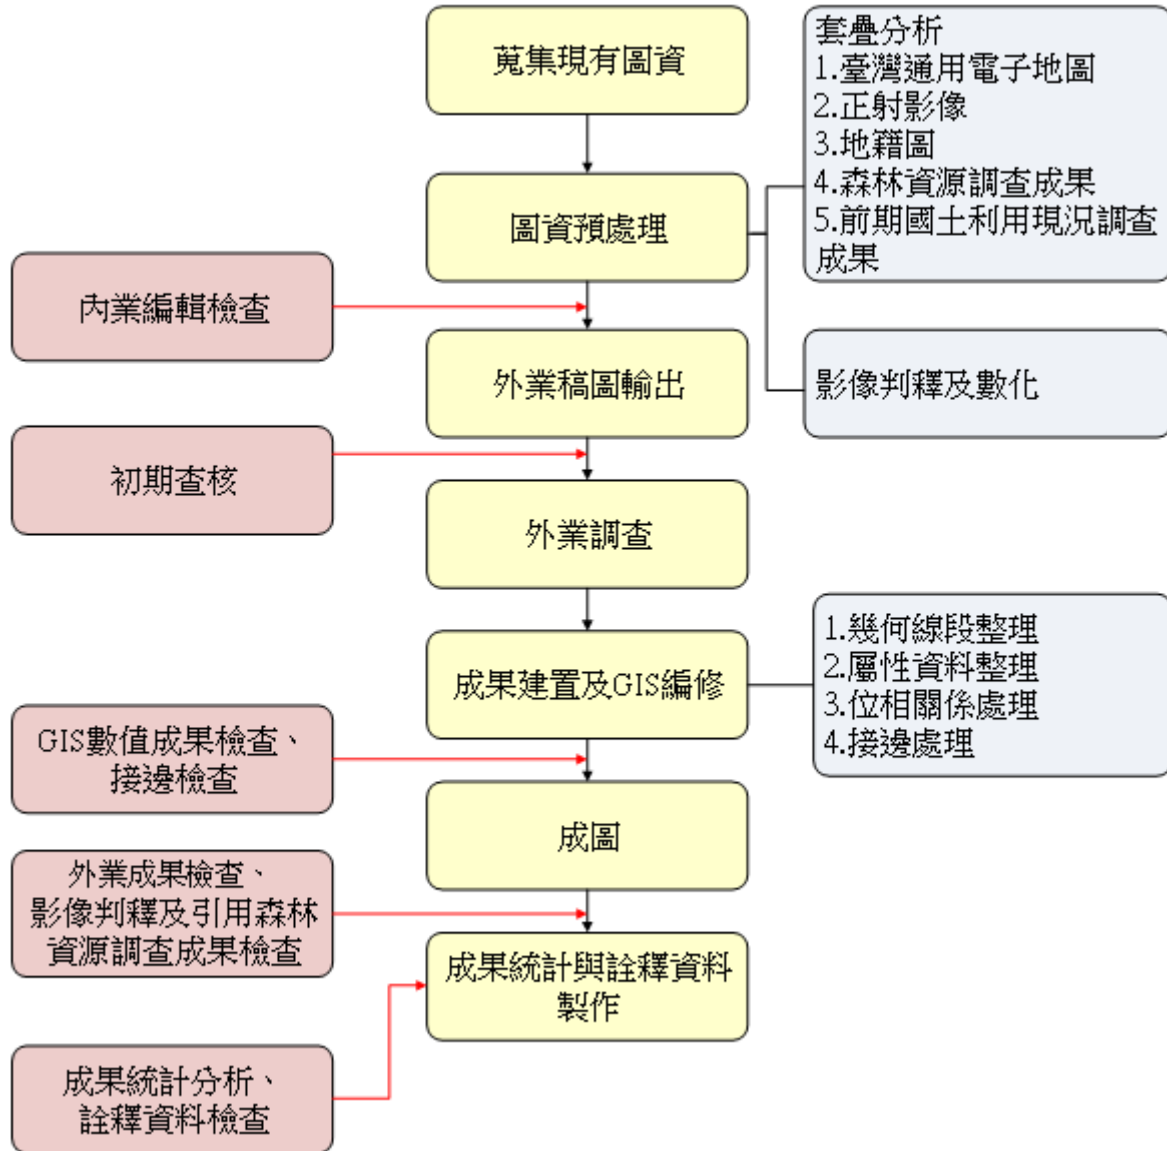 蒐集現有圖資
套疊分析
1.臺灣通用電子地圖
2.正射影像
3.地籍圖
4.森林資源調查成果
5.前期國土利用現況調查
成果
圖資預處理
內業編輯檢查
外業稿圖輸出
影像判釋及數化
初期查核
外業調查
成果建置及GIS編修
1.幾何線段整理
2.屬性資料整理
3.位相關係處理
4.接邊處理
GIS數值成果檢查、
接邊檢查
成圖
外業成果檢查、
影像判釋及引用森林
資源調查成果檢查
成果統計與詮釋資料
製作
成果統計分析、
詮釋資料檢查